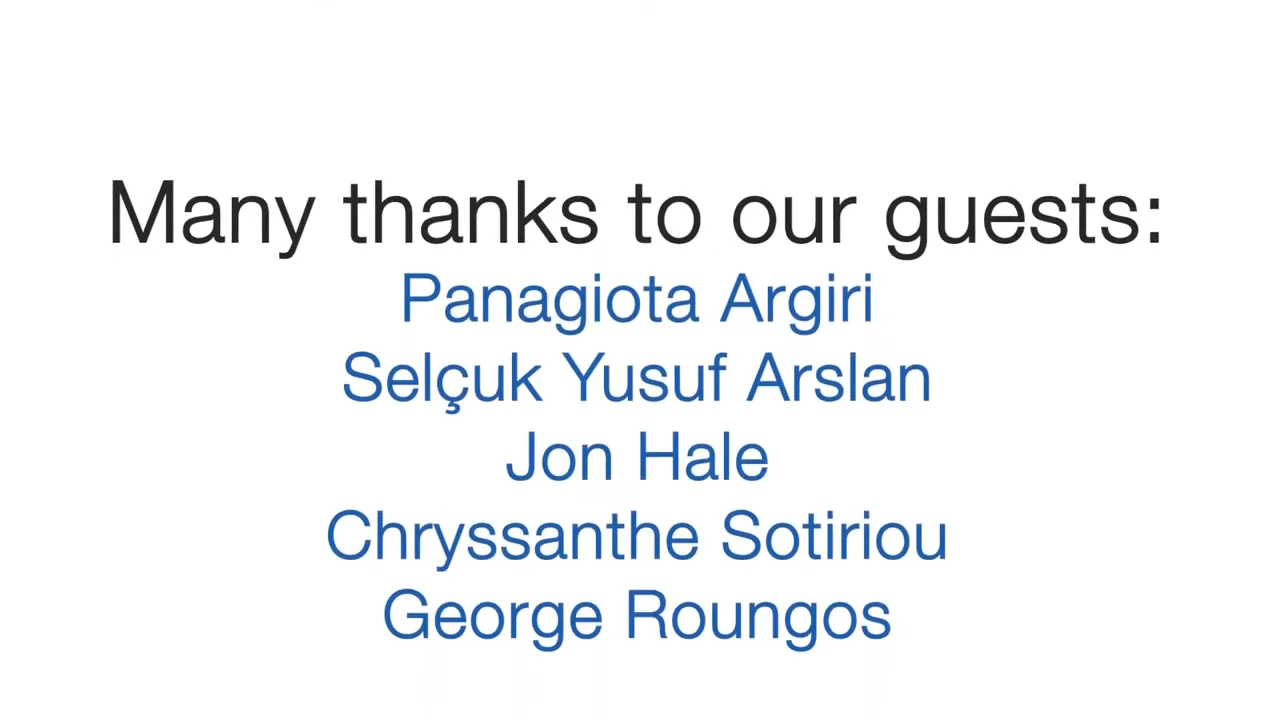 Many thanks to our guests:
Panagiota Argiri
Selçuk Yusuf Arslan
Jon Hale
Chryssanthe Sotiriou
George Roungos